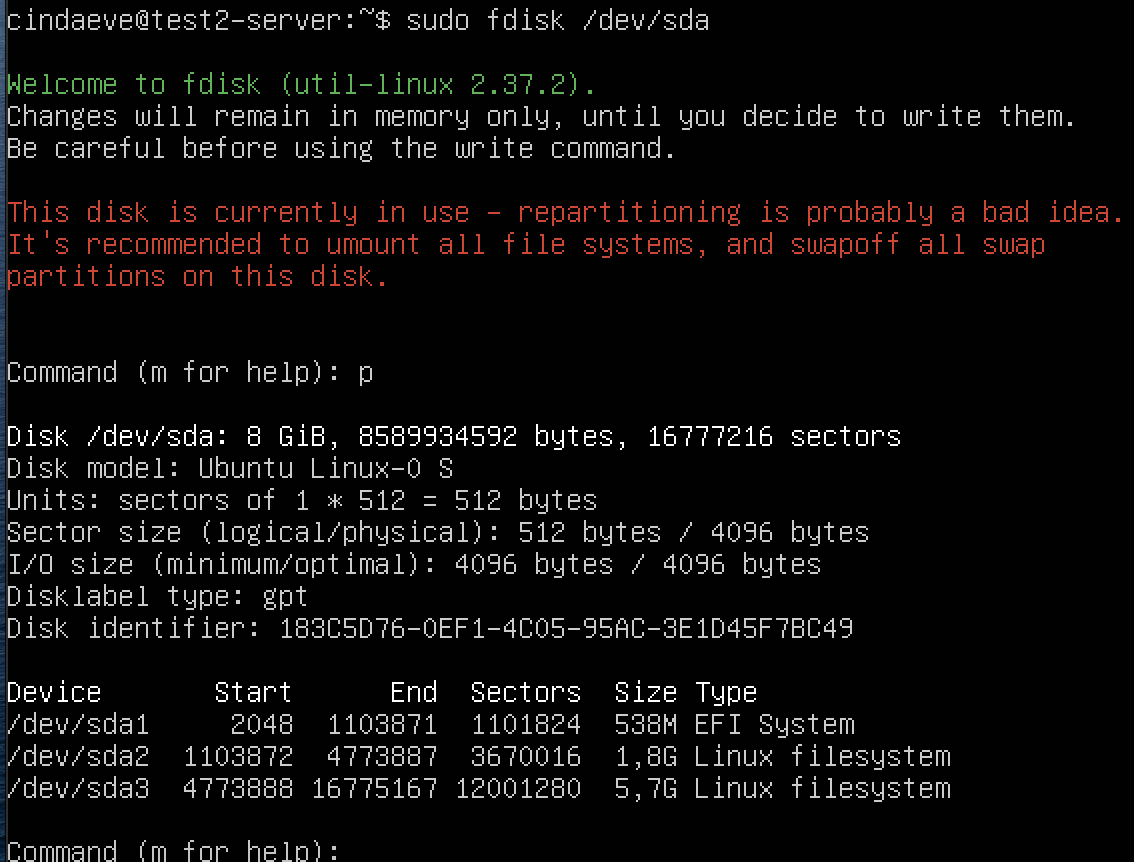 cindaeve@test2-server:~$ sudo fdisk /dev/sda
Welcome to fdisk (util-linux 2.37.2).
Changes will remain in memory only, until you decide to write them.
Be careful before using the write command.
This disk is currently in use - repartitioning is probably a bad idea.
It's recommended to umount all file systems, and swapoff all swap
partitions on this disk.
Command (m for help): p
Disk /dev/sda: 8 GiB, 8589934592 bytes, 16777216 sectors
Disk model: Ubuntu Linux-0 S
Units: sectors of 1 * 512 = 512 bytes
Sector size (logical/physical): 512 bytes / 4096 bytes
I/O size (minimum/optimal): 4096 bytes / 4096 bytes
Disklabel type: gpt
Disk identifier: 183C5D76-0EF1-4C05-95AC-3E1D45F7BC49
Device       Start      End  Sectors  Size Type
/dev/sda1     2048  1103871  1101824  538M EFI System
/dev/sda2  1103872  4773887  3670016  1,8G Linux filesystem
/dev/sda3  4773888 16775167 12001280  5,7G Linux filesystem
Command (m for help):